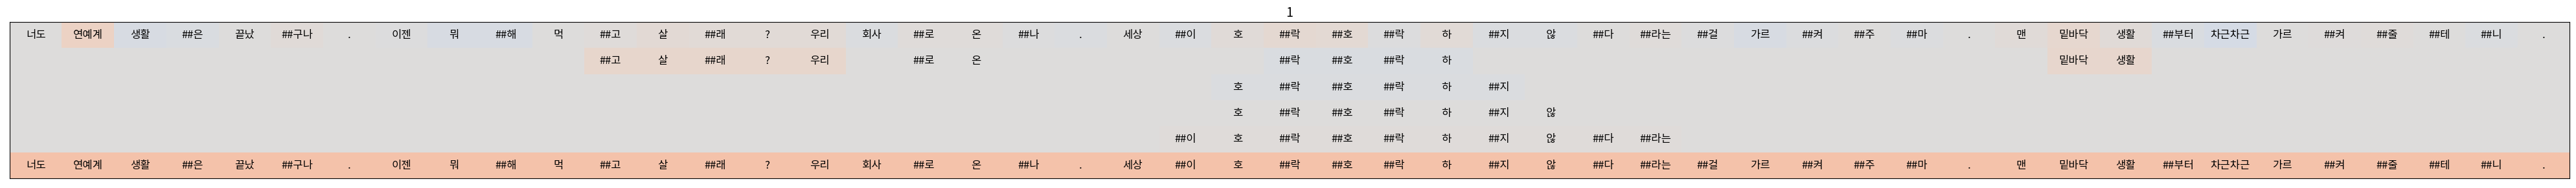 1
너도 연예계 생활 ##은 끝났 ##구나 . 이젠 뭐 ##해 먹 ##고 살 ##래 ? 우리 회사 ##로 온 ##나 . 세상 ##이 호 ##락 ##호 ##락 하 ##지 않 ##다 ##라는 ##걸 가르 ##켜 ##주 ##마 . 맨 밑바닥 생활 ##부터 차근차근 가르 ##켜 ##줄 ##테 ##니 .
##고 살 ##래 ? 우리 ##로 온 ##락 ##호 ##락 하 밑바닥 생활
호 ##락 ##호 ##락 하 ##지
호 ##락 ##호 ##락 하 ##지 않
##이 호 ##락 ##호 ##락 하 ##지 않 ##다 ##라는
너도 연예계 생활 ##은 끝났 ##구나 . 이젠 뭐 ##해 먹 ##고 살 ##래 ? 우리 회사 ##로 온 ##나 . 세상 ##이 호 ##락 ##호 ##락 하 ##지 않 ##다 ##라는 ##걸 가르 ##켜 ##주 ##마 . 맨 밑바닥 생활 ##부터 차근차근 가르 ##켜 ##줄 ##테 ##니 .